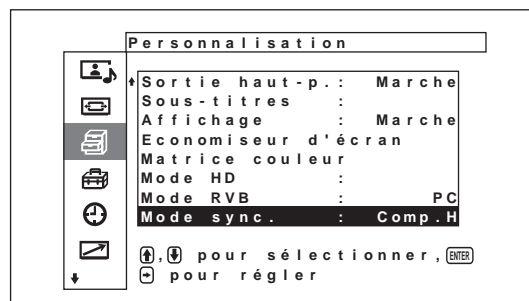 Personnalisation
Sortie haut-p.: Marche
Sous-titres :
Affichage : Marche
Economiseur d'écran
Matrice couleur
Mode HD :
Mode RVB : PC
Mode sync. : Comp.H
, pour sélectionner, ENTER
pour régler